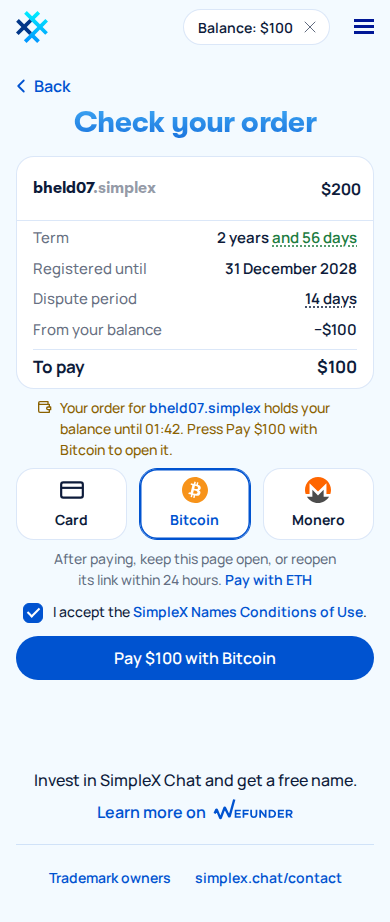 Balance: $100
Back
Check your order
bheld07.simplex $200
Term 2 years and 56 days
Registered until 31 December 2028
Dispute period 14 days
From your balance −$100
To pay $100
Your order for bheld07.simplex holds your
balance until 01:42. Press Pay $100 with
Bitcoin to open it.
Card Bitcoin Monero
After paying, keep this page open, or reopen
its link within 24 hours. Pay with ETH
I accept the SimpleX Names Conditions of Use.
Pay $100 with Bitcoin
Invest in SimpleX Chat and get a free name.
Learn more on WEFUNDER
Trademark owners simplex.chat/contact